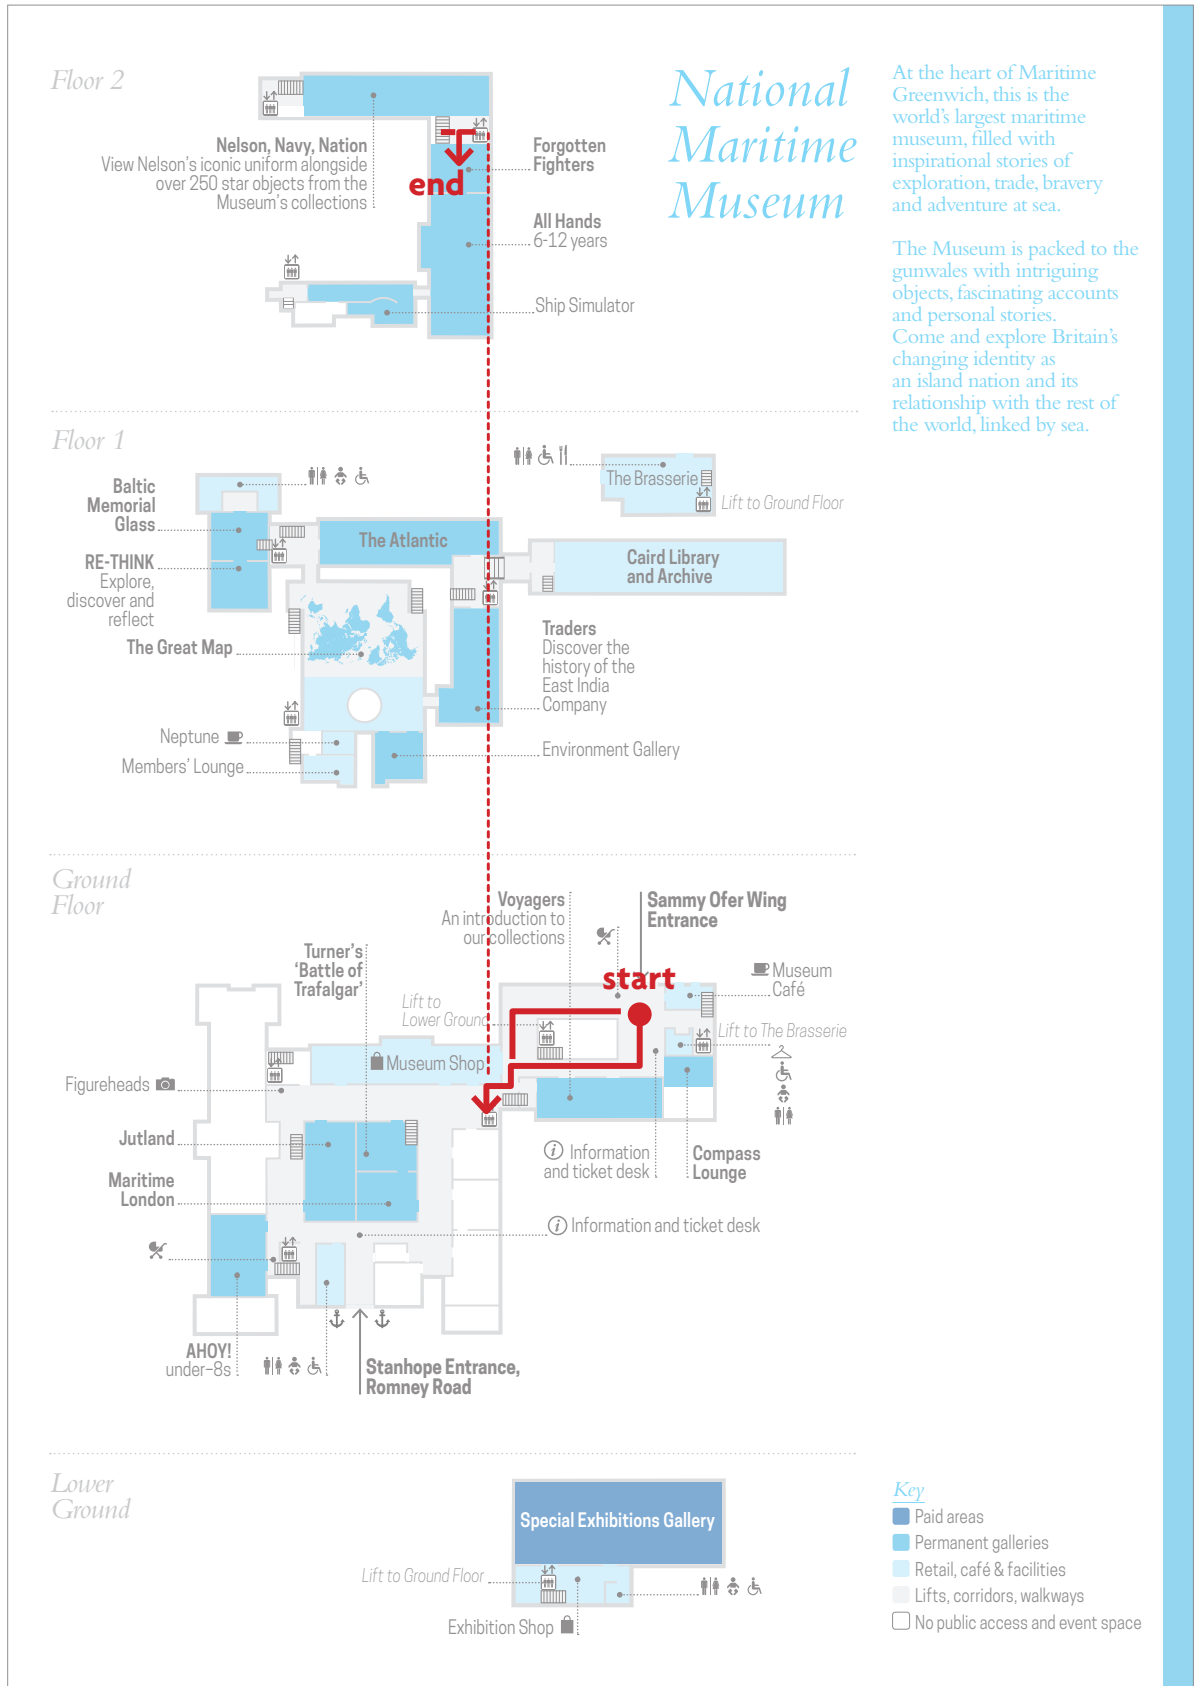 Floor 2
National
Maritime
Museum
At the heart of Maritime
Greenwich, this is the
world's largest maritime
museum, filled with
inspirational stories of
exploration, trade, bravery
and adventure at sea.
The Museum is packed to the
gunwales with intriguing
objects, fascinating accounts
and personal stories.
Come and explore Britain's
changing identity as
an island nation and its
relationship with the rest of
the world, linked by sea.
Nelson, Navy, Nation
View Nelson's iconic uniform alongside
over 250 star objects from the
Museum's collections
end
Forgotten
Fighters
All Hands
6-12 years
Ship Simulator
Floor 1
Baltic
Memorial
Glass
RE-THINK
Explore,
discover and
reflect
The Great Map
Neptune
Members' Lounge
The Atlantic
The Brasserie
Lift to Ground Floor
Caird Library
and Archive
Traders
Discover the
history of the
East India
Company
Environment Gallery
Ground
Floor
Voyagers
An introduction to
our collections
Sammy Ofer Wing
Entrance
Turner's
'Battle of
Trafalgar'
start
Museum
Café
Lift to
Lower Ground
Lift to The Brasserie
Museum Shop
Figureheads
Jutland
Maritime
London
i Information
and ticket desk
Compass
Lounge
i Information and ticket desk
AHOY!
under-8s
Stanhope Entrance,
Romney Road
Lower
Ground
Special Exhibitions Gallery
Lift to Ground Floor
Exhibition Shop
Key
Paid areas
Permanent galleries
Retail, café & facilities
Lifts, corridors, walkways
No public access and event space